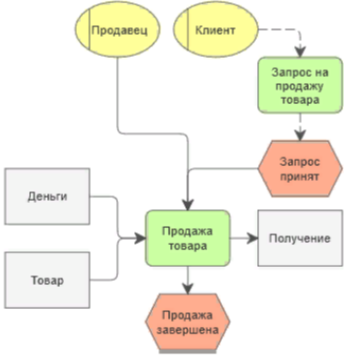 Продавец
Клиент
Запрос на
продажу
товара
Запрос
принят
Деньги
Продажа
товара
Получение
Товар
Продажа
завершена